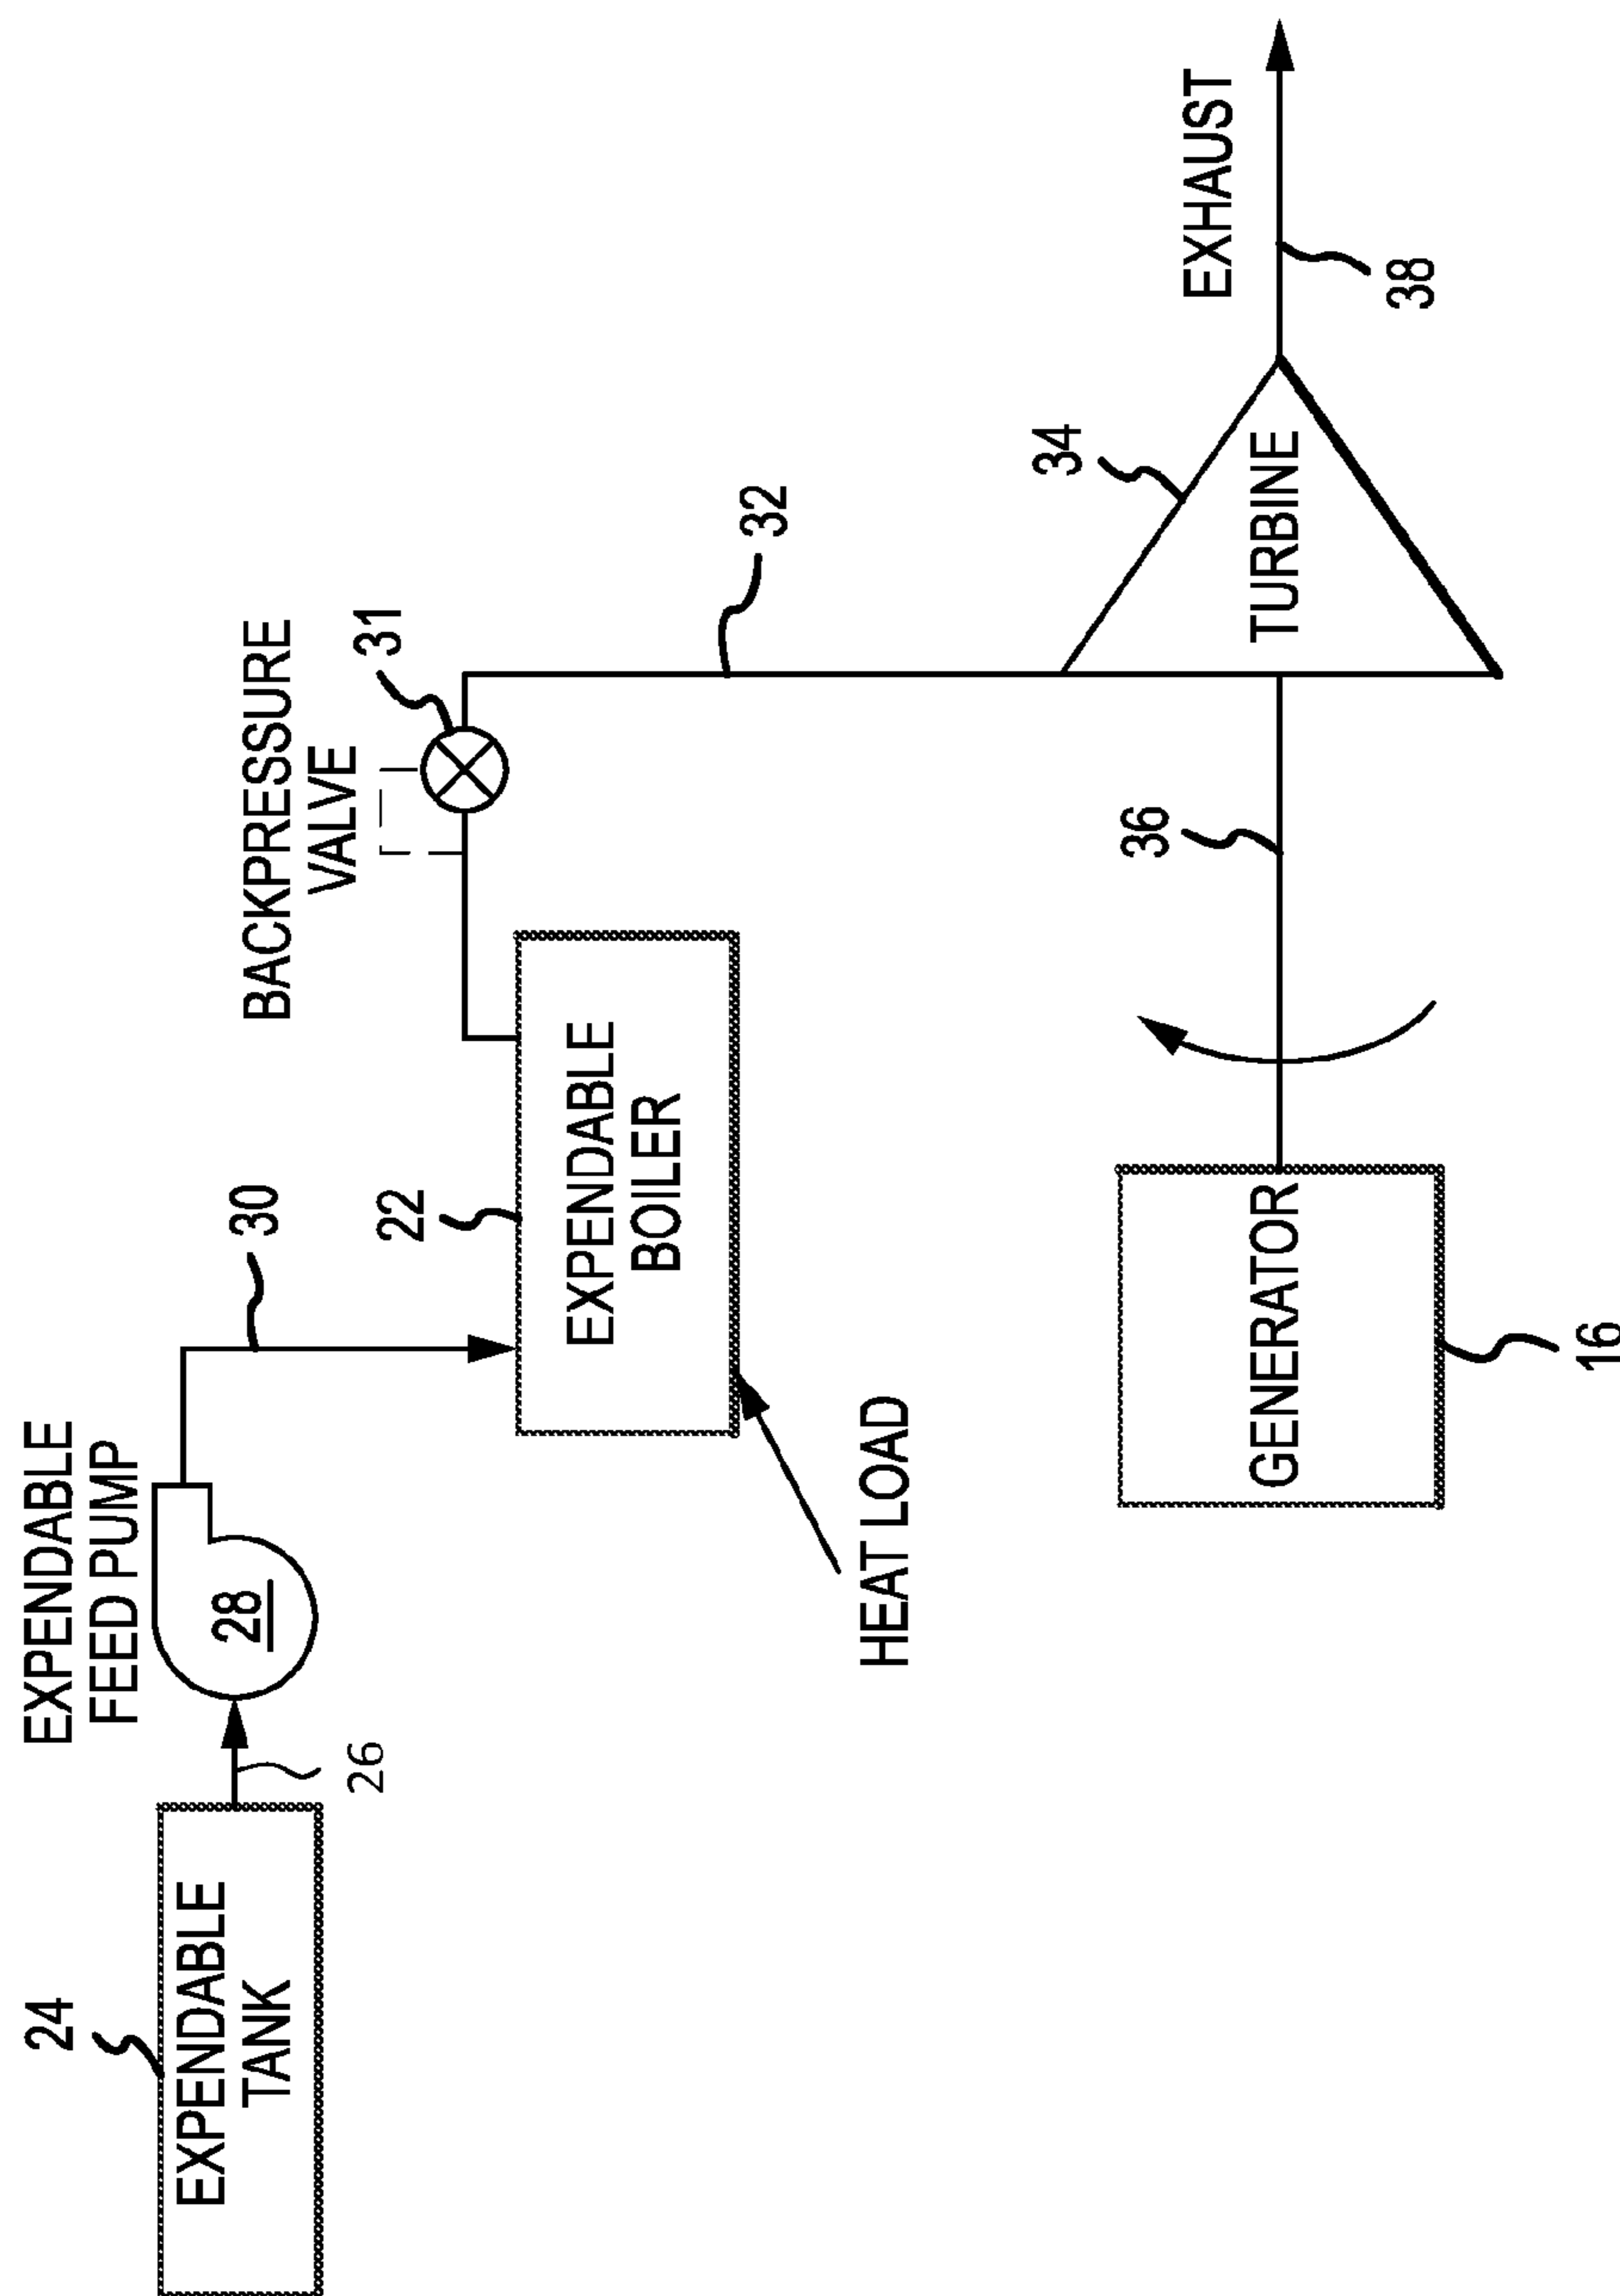 24
EXPENDABLE
TANK
26
EXPENDABLE
FEED PUMP
28
30
22
EXPENDABLE
BOILER
HEAT LOAD
BACKPRESSURE
VALVE
31
32
34
TURBINE
EXHAUST
38
36
GENERATOR
16